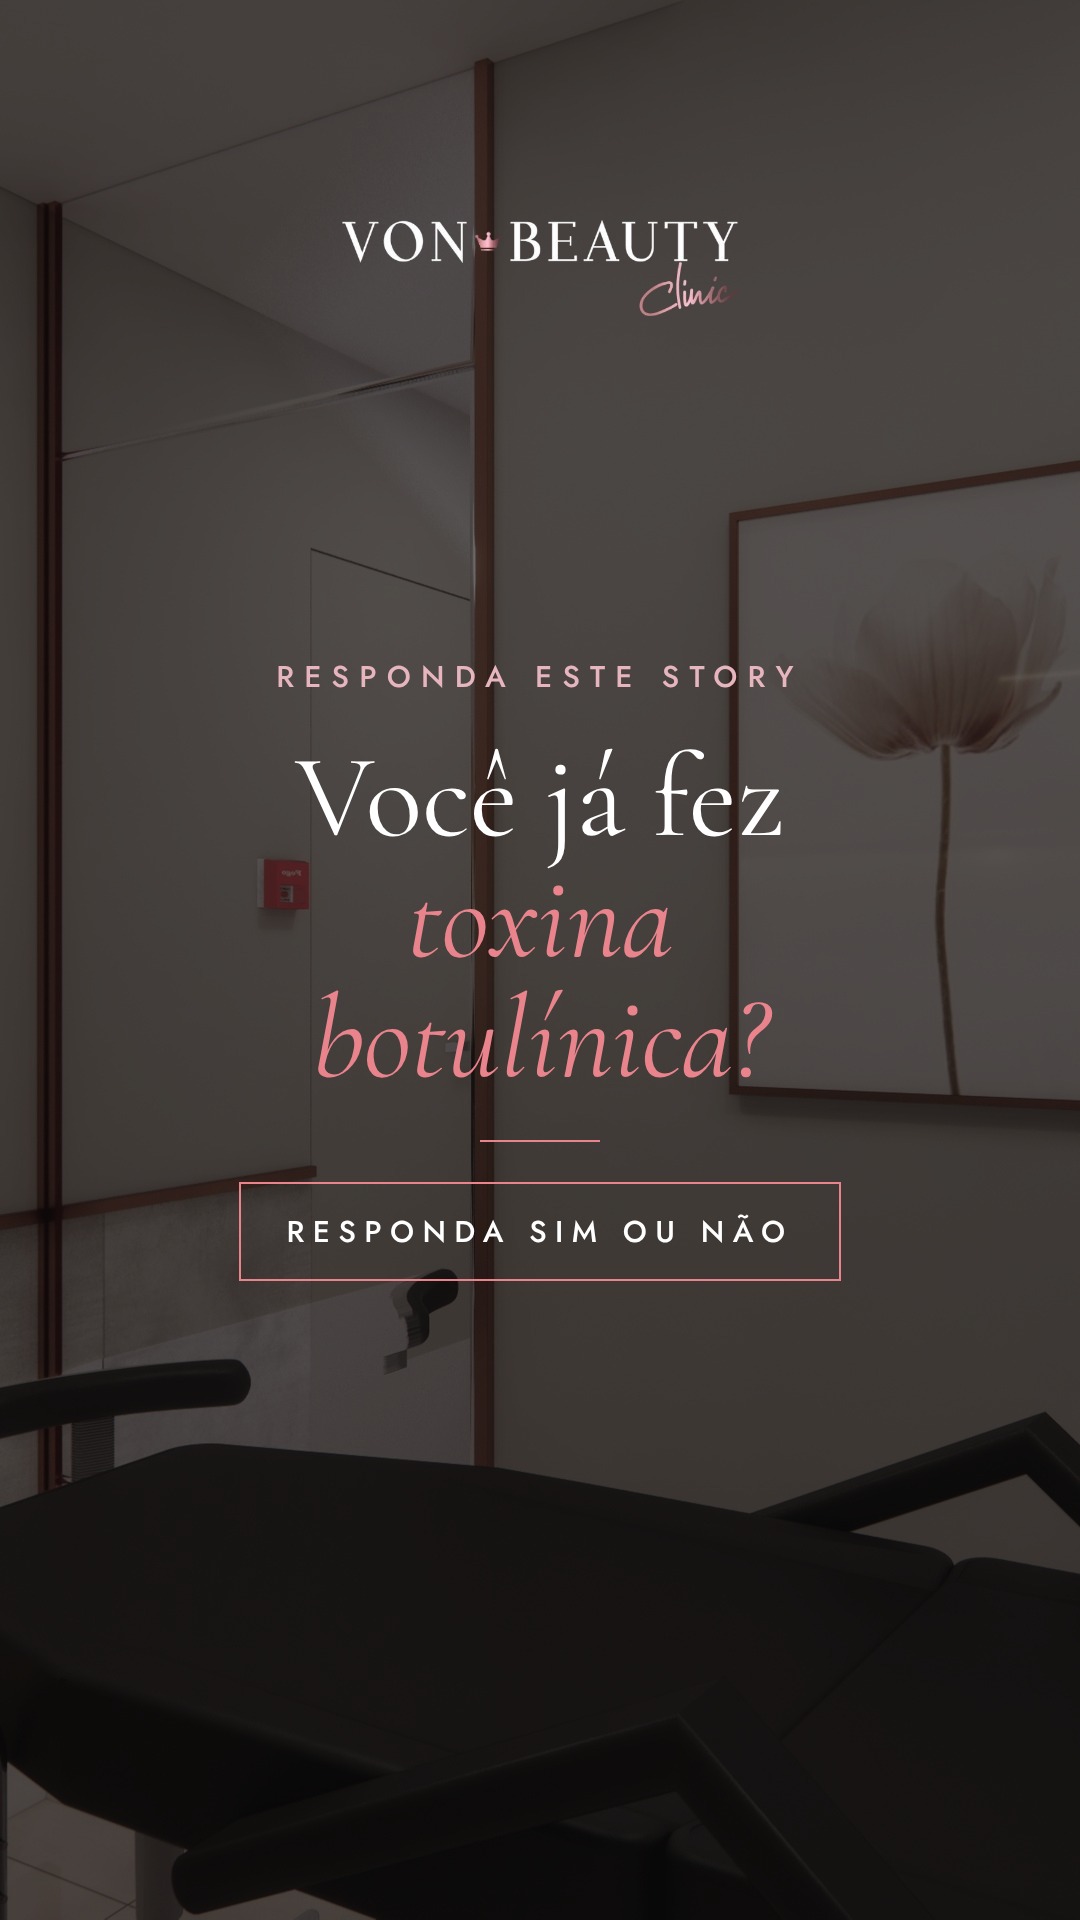 VON BEAUTY
Clinic
RESPONDA ESTE STORY
Você já fez
toxina
botulínica?
RESPONDA SIM OU NÃO